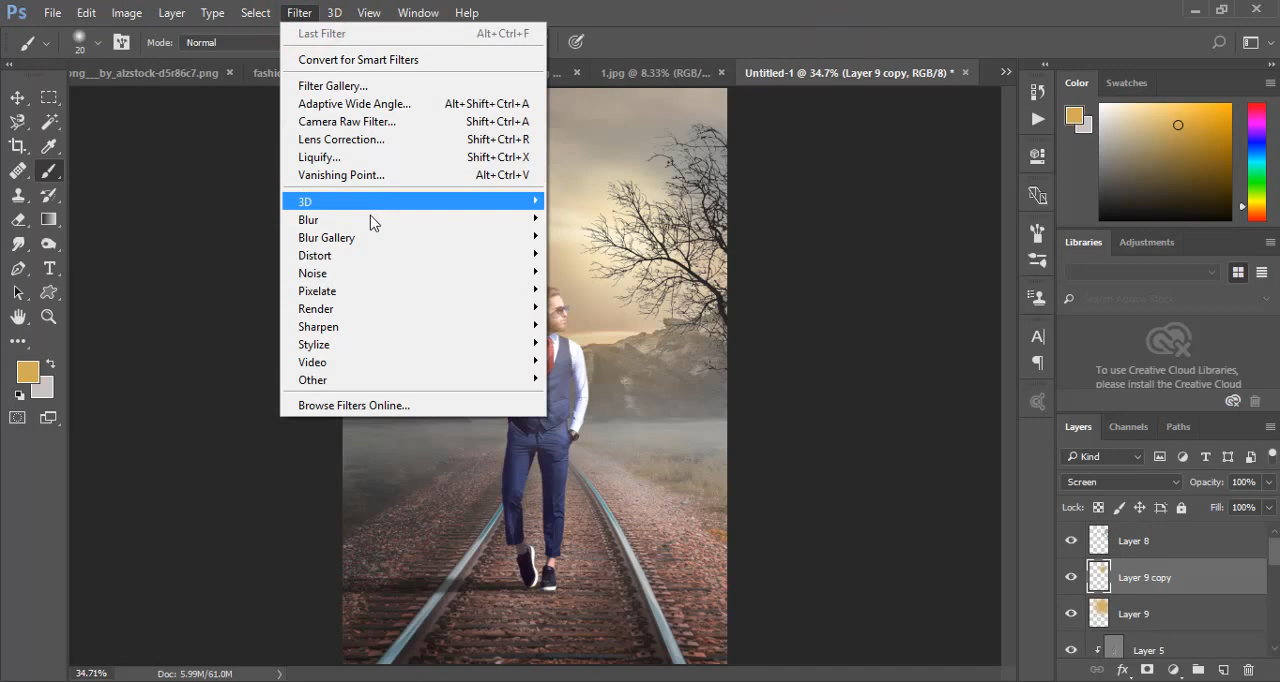 Ps File Edit Image Layer Type Select Filter 3D View Window Help
20 Mode: Normal
ong___by_alzstock-d5r86c7.png × fashio ... × 1.jpg @ 8.33% (RGB/... × Untitled-1 @ 34.7% (Layer 9 copy, RGB/8) * ×
Last Filter Alt+Ctrl+F
Convert for Smart Filters
Filter Gallery...
Adaptive Wide Angle... Alt+Shift+Ctrl+A
Camera Raw Filter... Shift+Ctrl+A
Lens Correction... Shift+Ctrl+R
Liquify... Shift+Ctrl+X
Vanishing Point... Alt+Ctrl+V
3D
Blur
Blur Gallery
Distort
Noise
Pixelate
Render
Sharpen
Stylize
Video
Other
Browse Filters Online...
Color Swatches
Libraries Adjustments
Search Adobe Stock
To use Creative Cloud Libraries,
please install the Creative Cloud
Layers Channels Paths
Kind
Screen Opacity: 100%
Lock: Fill: 100%
Layer 8
Layer 9 copy
Layer 9
Layer 5
34.71% Doc: 5.99M/61.0M